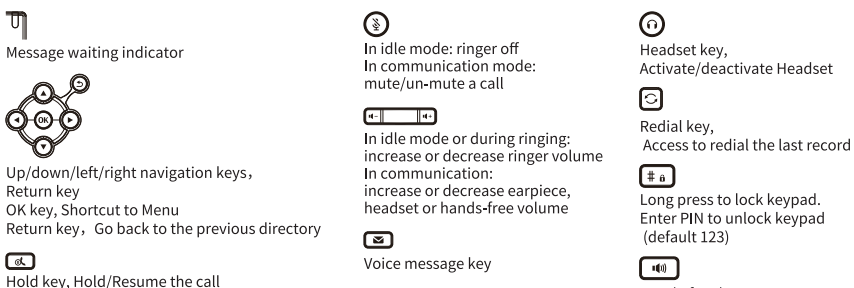 Message waiting indicator
OK
Up/down/left/right navigation keys,
Return key
OK key, Shortcut to Menu
Return key, Go back to the previous directory
Hold key, Hold/Resume the call
In idle mode: ringer off
In communication mode:
mute/un-mute a call
In idle mode or during ringing:
increase or decrease ringer volume
In communication:
increase or decrease earpiece,
headset or hands-free volume
Voice message key
Headset key,
Activate/deactivate Headset
Redial key,
Access to redial the last record
#
Long press to lock keypad.
Enter PIN to unlock keypad
(default 123)